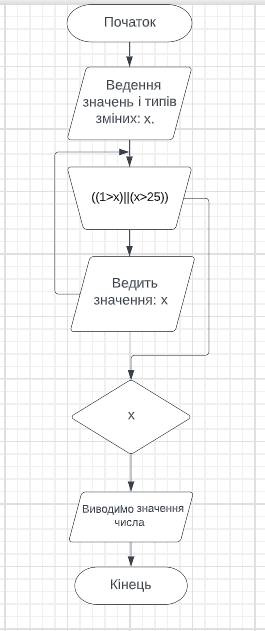 Початок
Ведення
значень і типів
зміних: х.
((1>x)||(x>25))
Ведить
значення: х
х
Виводимо значення
числа
Кінець